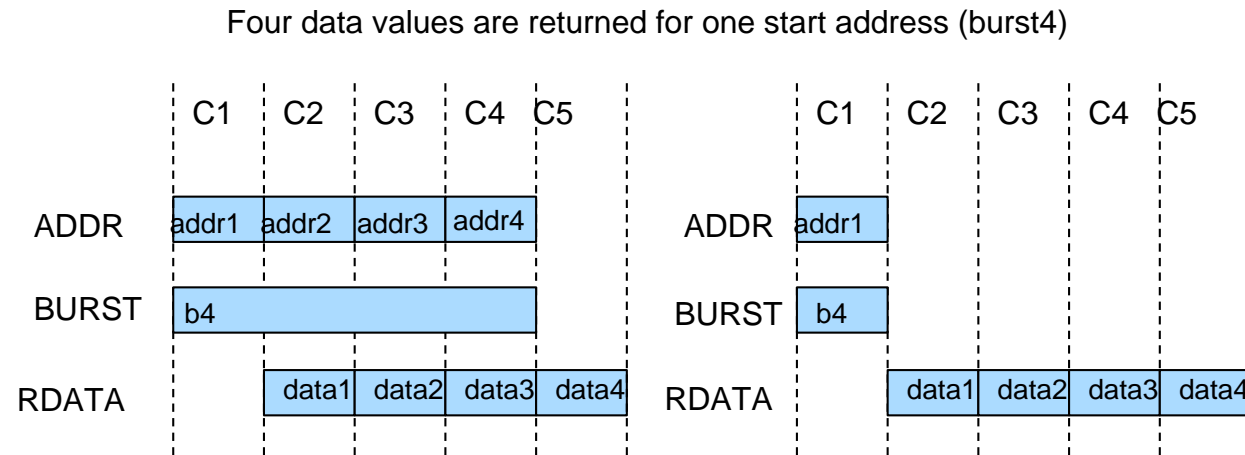 Four data values are returned for one start address (burst4)
C1 C2 C3 C4 C5
ADDR addr1 addr2 addr3 addr4
BURST b4
RDATA data1 data2 data3 data4
C1 C2 C3 C4 C5
ADDR addr1
BURST b4
RDATA data1 data2 data3 data4